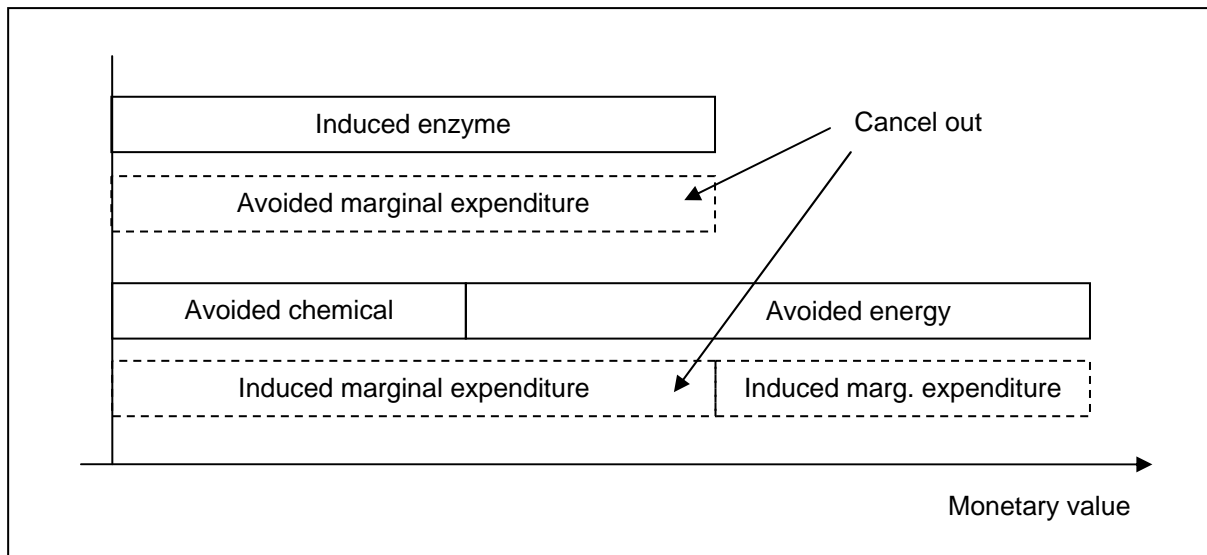 Induced enzyme
Cancel out
Avoided marginal expenditure
Avoided chemical
Avoided energy
Induced marginal expenditure
Induced marg. expenditure
Monetary value